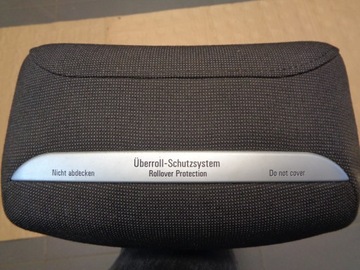 Überroll-Schutzsystem
Nicht abdecken Rollover Protection Do not cover